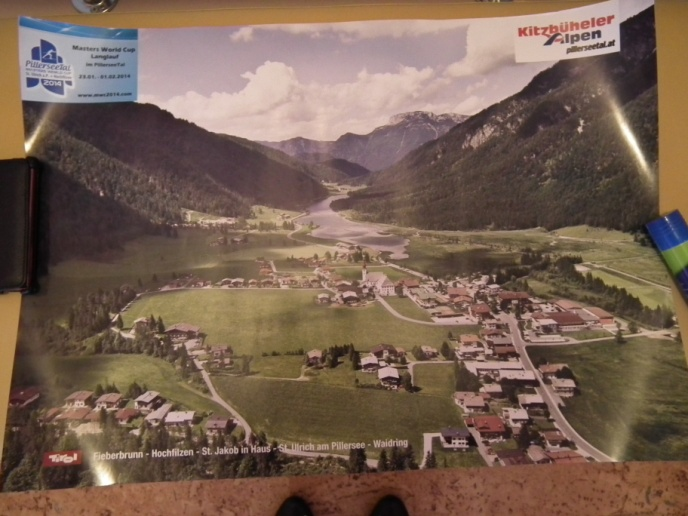 Masters World Cup
Langlauf
im PillerseeTal
23.01. - 01.02.2014
www.mwc2014.com
PillerseeTal
2014
Kitzbüheler
Alpen
pillerseetal.at
Tirol
Fieberbrunn - Hochfilzen - St. Jakob in Haus - St. Ulrich am Pillersee - Waidring